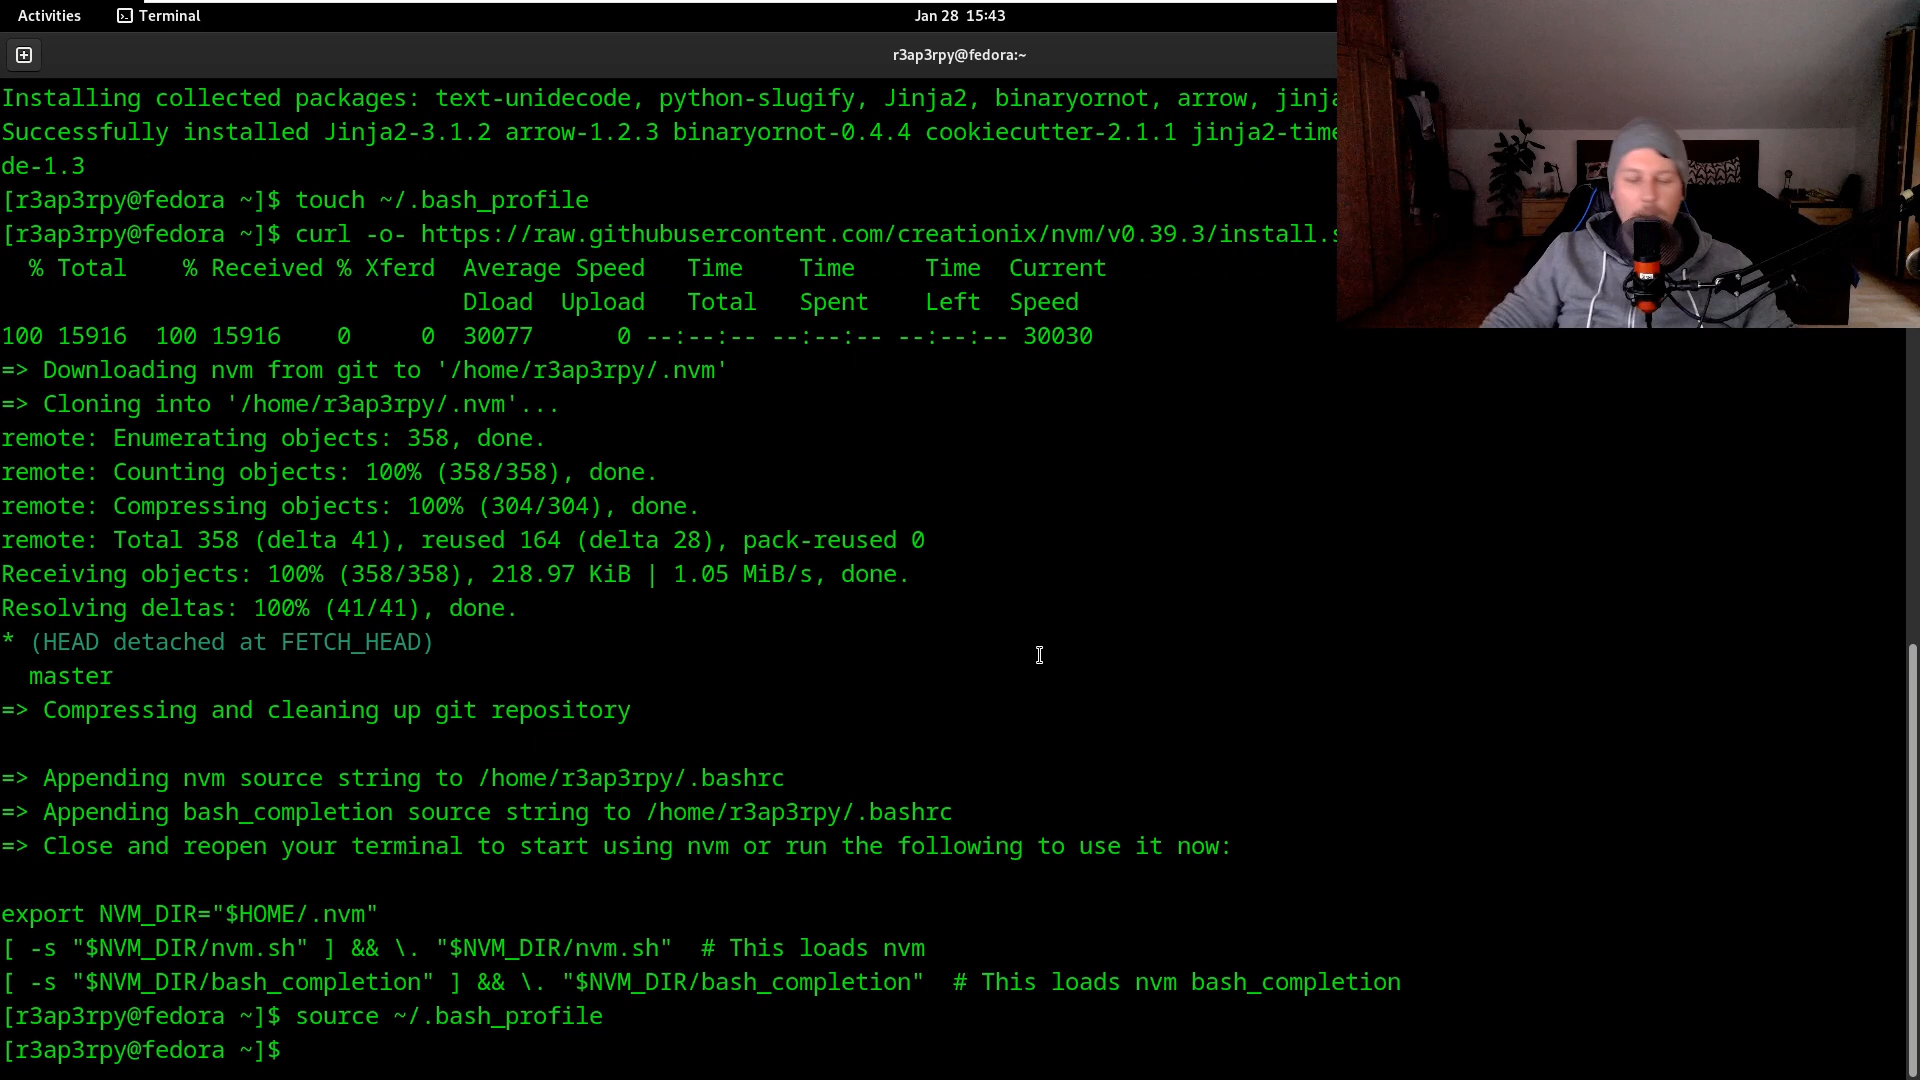 Activities Terminal Jan 28 15:43
r3ap3rpy@fedora:~
Installing collected packages: text-unidecode, python-slugify, Jinja2, binaryornot, arrow, jinja
Successfully installed Jinja2-3.1.2 arrow-1.2.3 binaryornot-0.4.4 cookiecutter-2.1.1 jinja2-time
de-1.3
[r3ap3rpy@fedora ~]$ touch ~/.bash_profile
[r3ap3rpy@fedora ~]$ curl -o- https://raw.githubusercontent.com/creationix/nvm/v0.39.3/install.s
  % Total    % Received % Xferd  Average Speed   Time    Time     Time  Current
                                 Dload  Upload   Total   Spent    Left  Speed
100 15916  100 15916    0     0  30077      0 --:--:-- --:--:-- --:--:-- 30030
=> Downloading nvm from git to '/home/r3ap3rpy/.nvm'
=> Cloning into '/home/r3ap3rpy/.nvm'...
remote: Enumerating objects: 358, done.
remote: Counting objects: 100% (358/358), done.
remote: Compressing objects: 100% (304/304), done.
remote: Total 358 (delta 41), reused 164 (delta 28), pack-reused 0
Receiving objects: 100% (358/358), 218.97 KiB | 1.05 MiB/s, done.
Resolving deltas: 100% (41/41), done.
* (HEAD detached at FETCH_HEAD)
  master
=> Compressing and cleaning up git repository
=> Appending nvm source string to /home/r3ap3rpy/.bashrc
=> Appending bash_completion source string to /home/r3ap3rpy/.bashrc
=> Close and reopen your terminal to start using nvm or run the following to use it now:
export NVM_DIR="$HOME/.nvm"
[ -s "$NVM_DIR/nvm.sh" ] && \. "$NVM_DIR/nvm.sh"  # This loads nvm
[ -s "$NVM_DIR/bash_completion" ] && \. "$NVM_DIR/bash_completion"  # This loads nvm bash_completion
[r3ap3rpy@fedora ~]$ source ~/.bash_profile
[r3ap3rpy@fedora ~]$